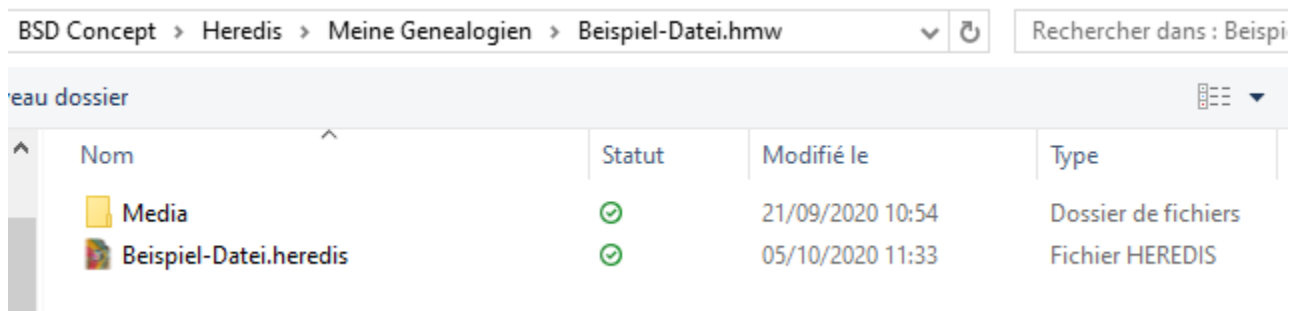 BSD Concept > Heredis > Meine Genealogien > Beispiel-Datei.hmw Rechercher dans : Beispi
eau dossier
Nom Statut Modifié le Type
Media 21/09/2020 10:54 Dossier de fichiers
Beispiel-Datei.heredis 05/10/2020 11:33 Fichier HEREDIS